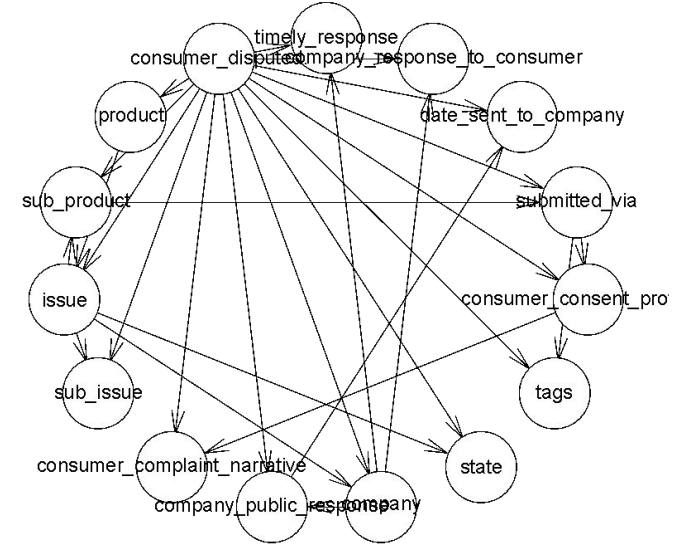 timely_response
consumer_disputed
company_response_to_consumer
product
date_sent_to_company
sub_product
submitted_via
issue
consumer_consent_pro
sub_issue
tags
consumer_complaint_narrative
state
company_public_response
company